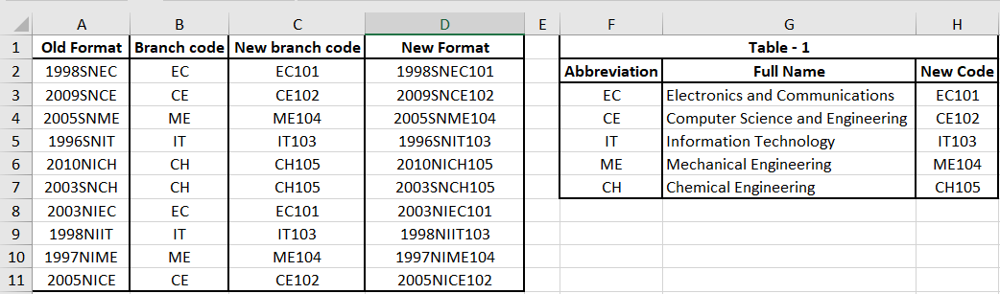 A B C D E F G H
1 Old Format Branch code New branch code New Format Table - 1
2 1998SNEC EC EC101 1998SNEC101 Abbreviation Full Name New Code
3 2009SNCE CE CE102 2009SNCE102 EC Electronics and Communications EC101
4 2005SNME ME ME104 2005SNME104 CE Computer Science and Engineering CE102
5 1996SNIT IT IT103 1996SNIT103 IT Information Technology IT103
6 2010NICH CH CH105 2010NICH105 ME Mechanical Engineering ME104
7 2003SNCH CH CH105 2003SNCH105 CH Chemical Engineering CH105
8 2003NIEC EC EC101 2003NIEC101
9 1998NIIT IT IT103 1998NIIT103
10 1997NIME ME ME104 1997NIME104
11 2005NICE CE CE102 2005NICE102